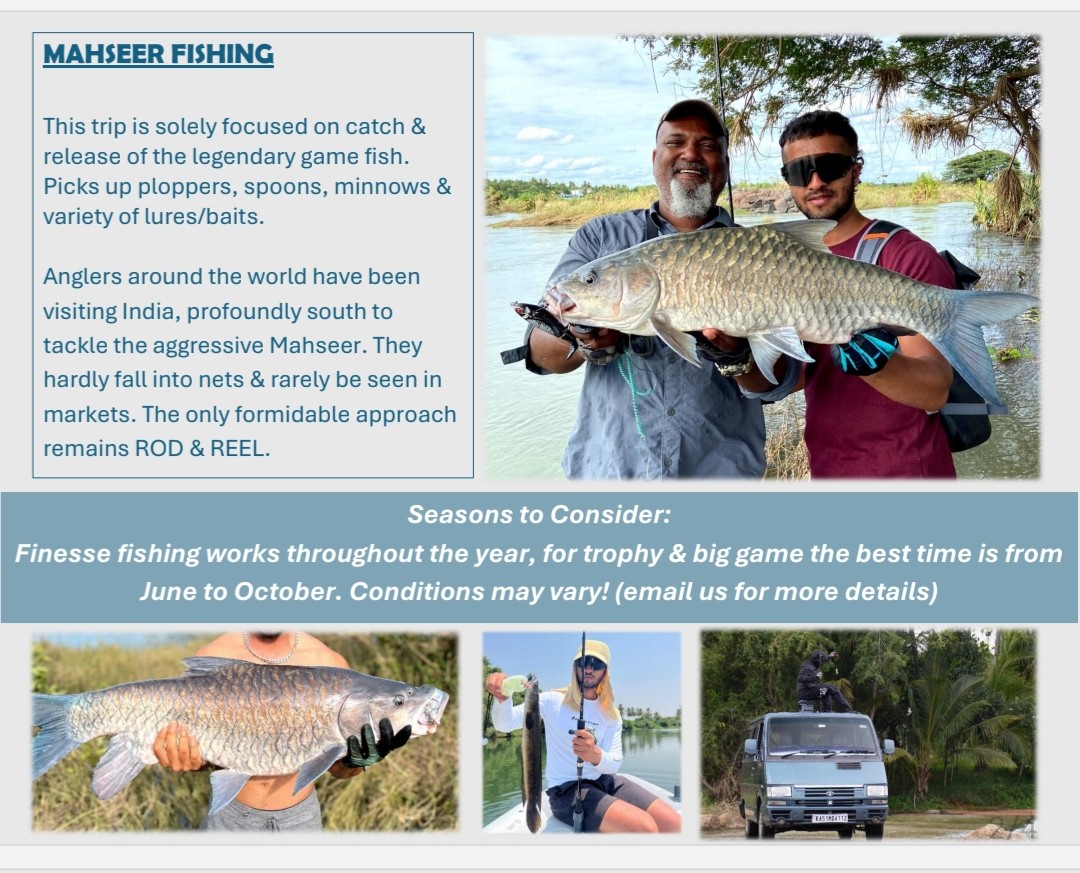 MAHSEER FISHING
This trip is solely focused on catch &
release of the legendary game fish.
Picks up ploppers, spoons, minnows &
variety of lures/baits.
Anglers around the world have been
visiting India, profoundly south to
tackle the aggressive Mahseer. They
hardly fall into nets & rarely be seen in
markets. The only formidable approach
remains ROD & REEL.
Seasons to Consider:
Finesse fishing works throughout the year, for trophy & big game the best time is from
June to October. Conditions may vary! (email us for more details)